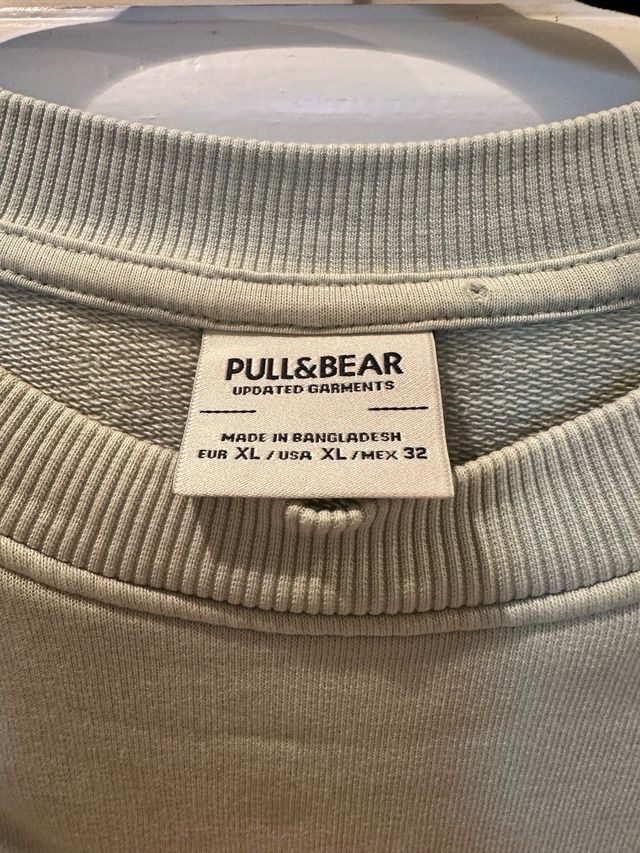 PULL&BEAR
UPDATED GARMENTS
MADE IN BANGLADESH
EUR XL / USA XL / MEX 32